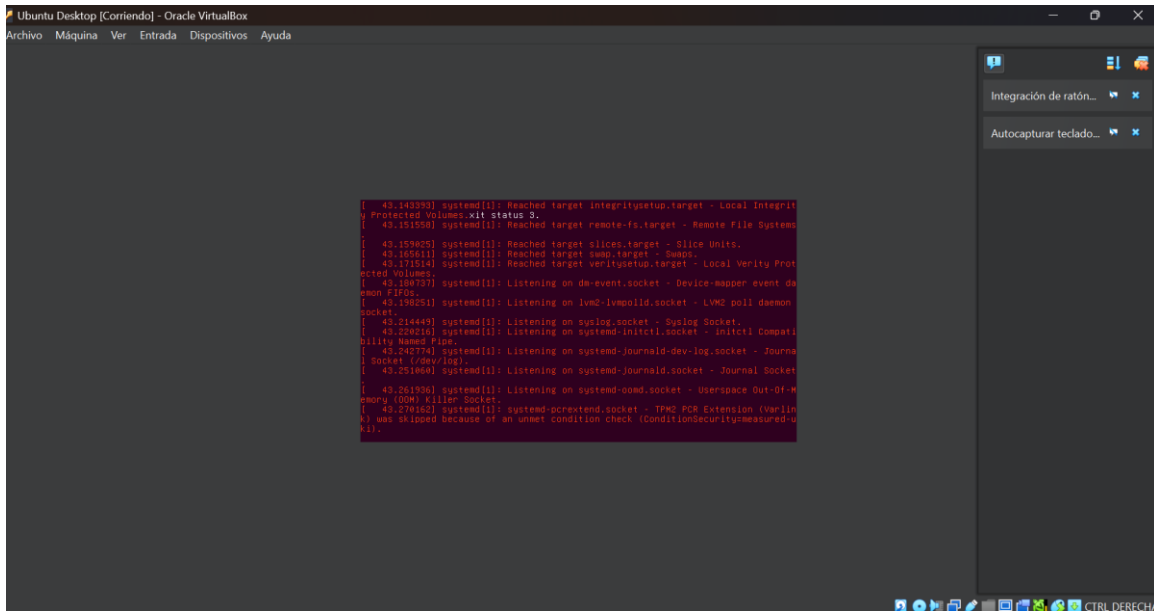 Ubuntu Desktop [Corriendo] - Oracle VirtualBox
Archivo Máquina Ver Entrada Dispositivos Ayuda
Integración de ratón...
Autocapturar teclado...
[ 43.143393] systemd[1]: Reached target integritysetup.target - Local Integrit
y Protected Volumes.xit status 3.
[ 43.151558] systemd[1]: Reached target remote-fs.target - Remote File Systems
.
[ 43.159025] systemd[1]: Reached target slices.target - Slice Units.
[ 43.165611] systemd[1]: Reached target swap.target - Swaps.
[ 43.171514] systemd[1]: Reached target veritysetup.target - Local Verity Prot
ected Volumes.
[ 43.180737] systemd[1]: Listening on dm-event.socket - Device-mapper event da
emon FIFOs.
[ 43.198251] systemd[1]: Listening on lvm2-lvmpolld.socket - LVM2 poll daemon
socket.
[ 43.214449] systemd[1]: Listening on syslog.socket - Syslog Socket.
[ 43.220216] systemd[1]: Listening on systemd-initctl.socket - initctl Compati
bility Named Pipe.
[ 43.242774] systemd[1]: Listening on systemd-journald-dev-log.socket - Journa
l Socket (/dev/log).
[ 43.251060] systemd[1]: Listening on systemd-journald.socket - Journal Socket
.
[ 43.261936] systemd[1]: Listening on systemd-oomd.socket - Userspace Out-Of-M
emory (OOM) Killer Socket.
[ 43.270162] systemd[1]: systemd-pcrextend.socket - TPM2 PCR Extension (Varlin
k) was skipped because of an unmet condition check (ConditionSecurity=measured-u
ki).
CTRL DERECHA